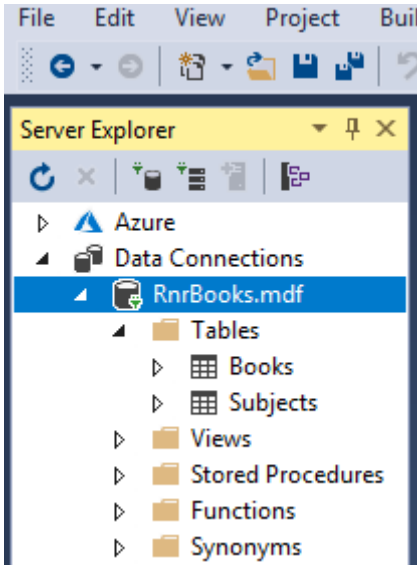 File Edit View Project Buil
Server Explorer
Azure
Data Connections
RnrBooks.mdf
Tables
Books
Subjects
Views
Stored Procedures
Functions
Synonyms